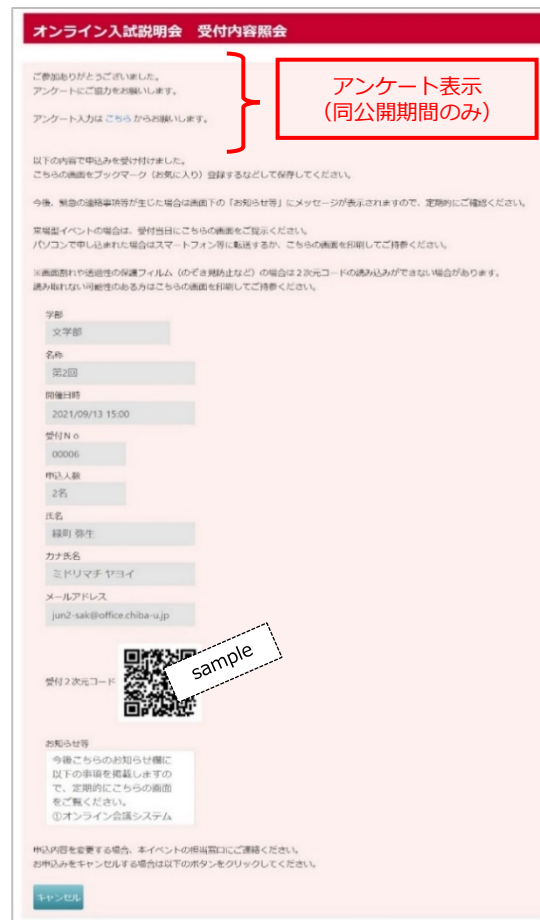 オンライン入試説明会　受付内容照会
ご参加ありがとうございました。
アンケートにご協力をお願いします。
アンケート入力は こちら からお願いします。
アンケート表示
（同公開期間のみ）
以下の内容で申込みを受け付けました。
こちらの画面をブックマーク（お気に入り）登録するなどして保存してください。
今後、緊急の連絡事項等が生じた場合は画面下の「お知らせ等」にメッセージが表示されますので、定期的にご確認ください。
来場型イベントの場合は、受付当日にこちらの画面をご提示ください。
パソコンで申し込まれた場合はスマートフォン等に転送するか、こちらの画面を印刷してご持参ください。
※画面割れや透過性の保護フィルム（のぞき見防止など）の場合は２次元コードの読み込みができない場合があります。
読み取れない可能性のある方はこちらの画面を印刷してご持参ください。
学部
文学部
名称
第2回
開催日時
2021/09/13 15:00
受付Ｎｏ
00006
申込人数
2名
氏名
緑町 弥生
カナ氏名
ミドリマチ ヤヨイ
メールアドレス
jun2-sak@office.chiba-u.jp
受付２次元コード
sample
お知らせ等
今後こちらのお知らせ欄に
以下の事項を掲載しますの
で、定期的にこちらの画面
をご覧ください。
①オンライン会議システム
申込内容を変更する場合、本イベントの担当窓口にご連絡ください。
お申込みをキャンセルする場合は以下のボタンをクリックしてください。
キャンセル